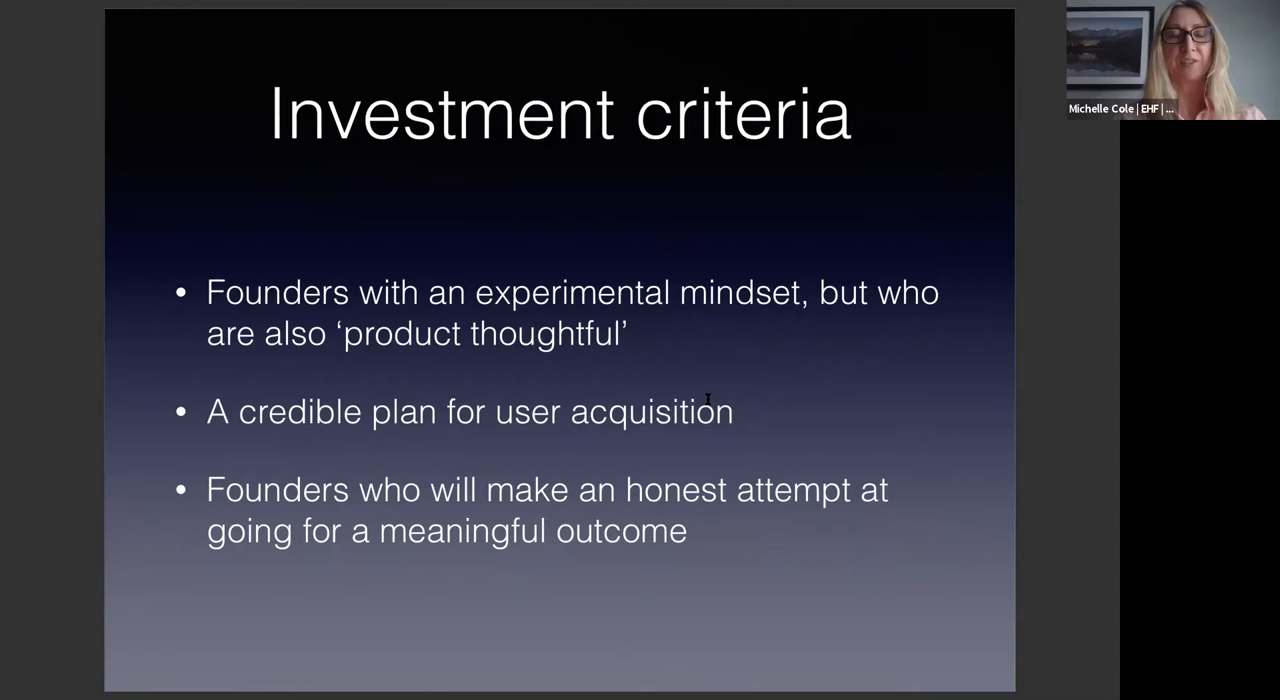 Investment criteria
• Founders with an experimental mindset, but who
are also ‘product thoughtful’
• A credible plan for user acquisition
• Founders who will make an honest attempt at
going for a meaningful outcome
Michelle Cole | EHF | ...